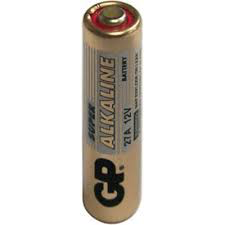 GP
SUPER
ALKALINE
BATTERY
27A 12V